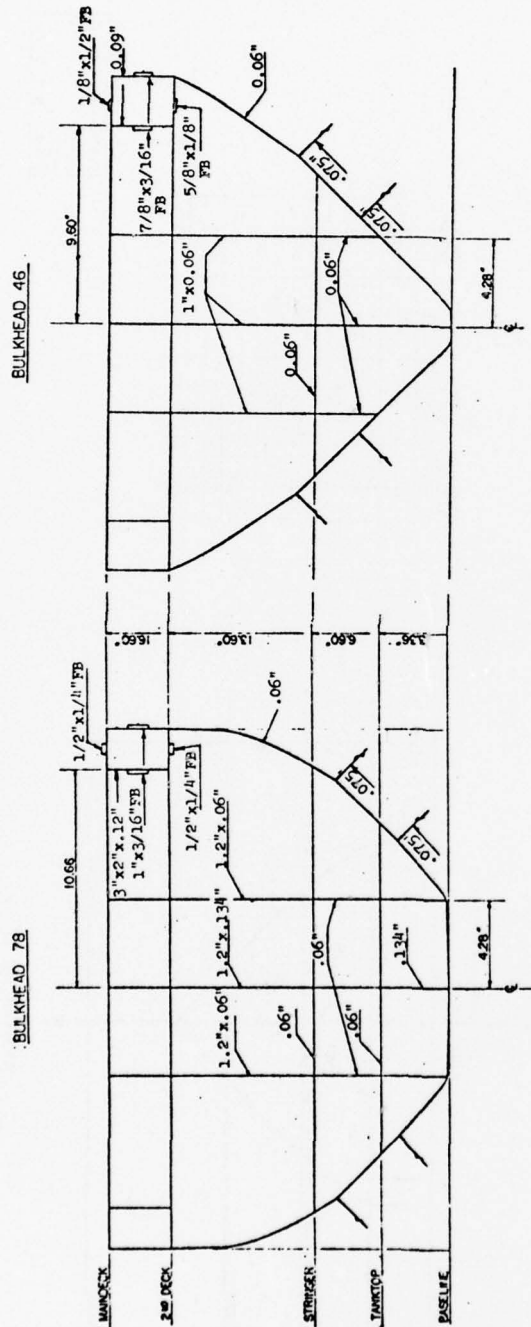 BULKHEAD 46
9.60"
1/8"x1/2"FB
0.09"
7/8"x3/16"
FB
5/8"x1/8"
FB
0.06"
1"x0.06"
.075"
.075"
0.06"
0.06"
4.28"
℄
BULKHEAD 78
10.66
1/2"x1/4"FB
3"x2"x.12"
1"x3/16"FB
1/2"x1/4"FB
.06"
1.2"x.06"
1.2"x.134"
1.2"x.06"
.075"
.075"
.06"
.06"
.06"
.134"
4.28"
℄
16.60"
13.60"
6.60"
3.36"
MAINDECK
2ND DECK
STRINGER
TANKTOP
BASELINE